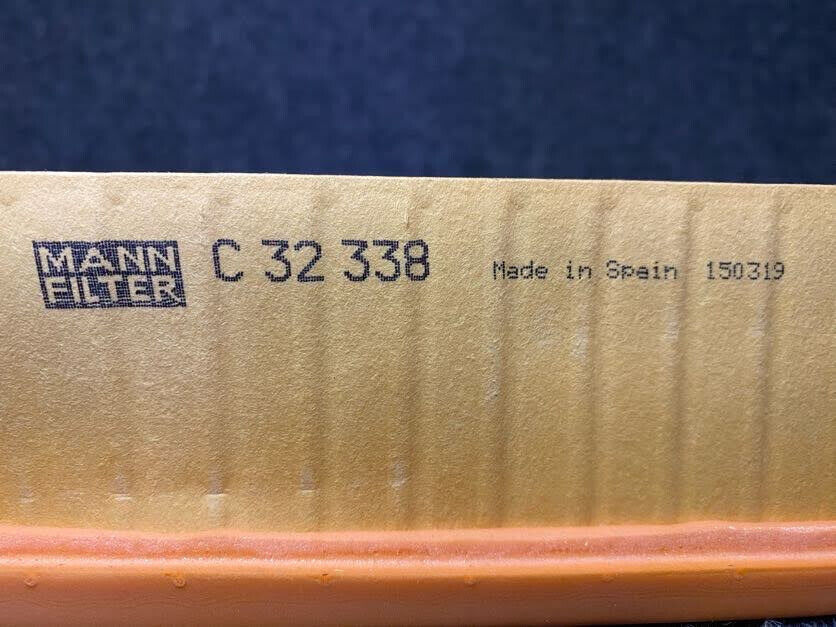 MANN
FILTER
C 32 338
Made in Spain 150319